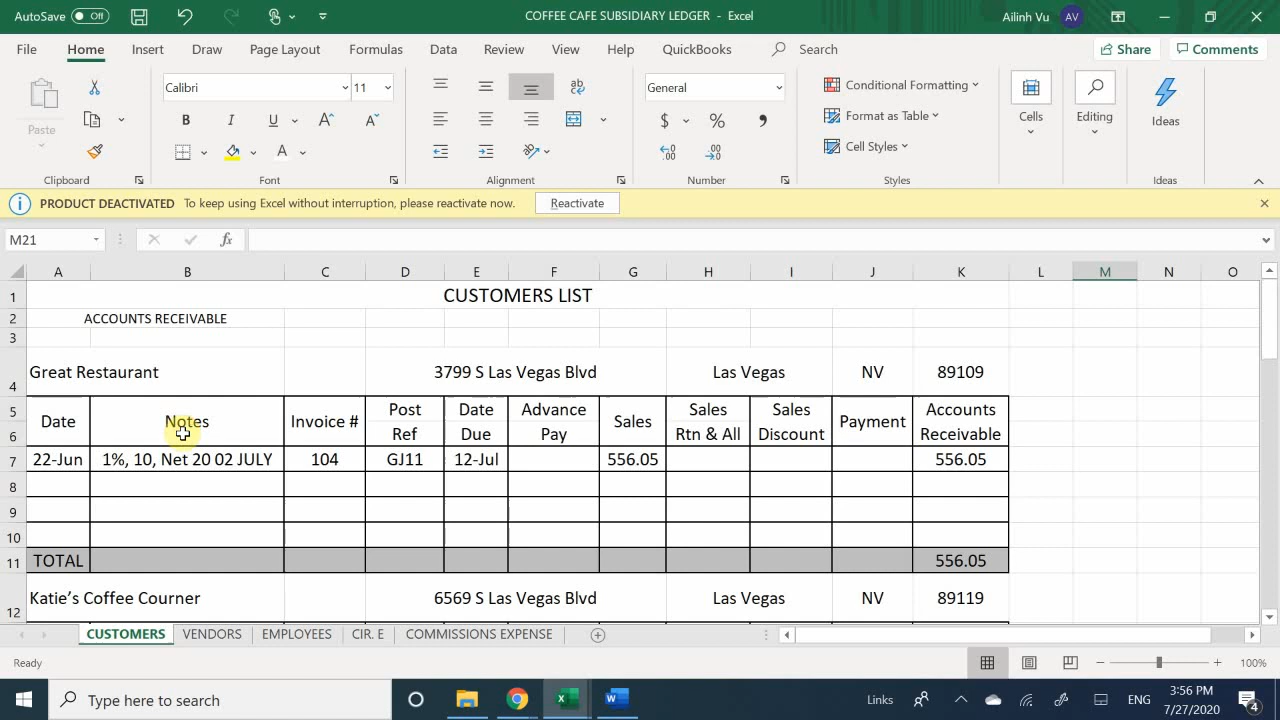 AutoSave Off COFFEE CAFE SUBSIDIARY LEDGER - Excel Ailinh Vu AV
File Home Insert Draw Page Layout Formulas Data Review View Help QuickBooks Search Share Comments
Calibri 11 General Conditional Formatting
Paste B I U A A A $ % , Format as Table Cells Editing Ideas
Cell Styles
Clipboard Font Alignment Number Styles Ideas
PRODUCT DEACTIVATED To keep using Excel without interruption, please reactivate now. Reactivate
M21 fx
A B C D E F G H I J K L M N O
1 CUSTOMERS LIST
2 ACCOUNTS RECEIVABLE
3
4 Great Restaurant 3799 S Las Vegas Blvd Las Vegas NV 89109
5 Date Notes Invoice # Post Date Advance Sales Sales Sales Payment Accounts
6 Ref Due Pay Rtn & All Discount Receivable
7 22-Jun 1%, 10, Net 20 02 JULY 104 GJ11 12-Jul 556.05 556.05
8
9
10
11 TOTAL 556.05
12 Katie's Coffee Courner 6569 S Las Vegas Blvd Las Vegas NV 89119
CUSTOMERS VENDORS EMPLOYEES CIR. E COMMISSIONS EXPENSE
Ready 100%
Type here to search Links ENG 3:56 PM
7/27/2020 4